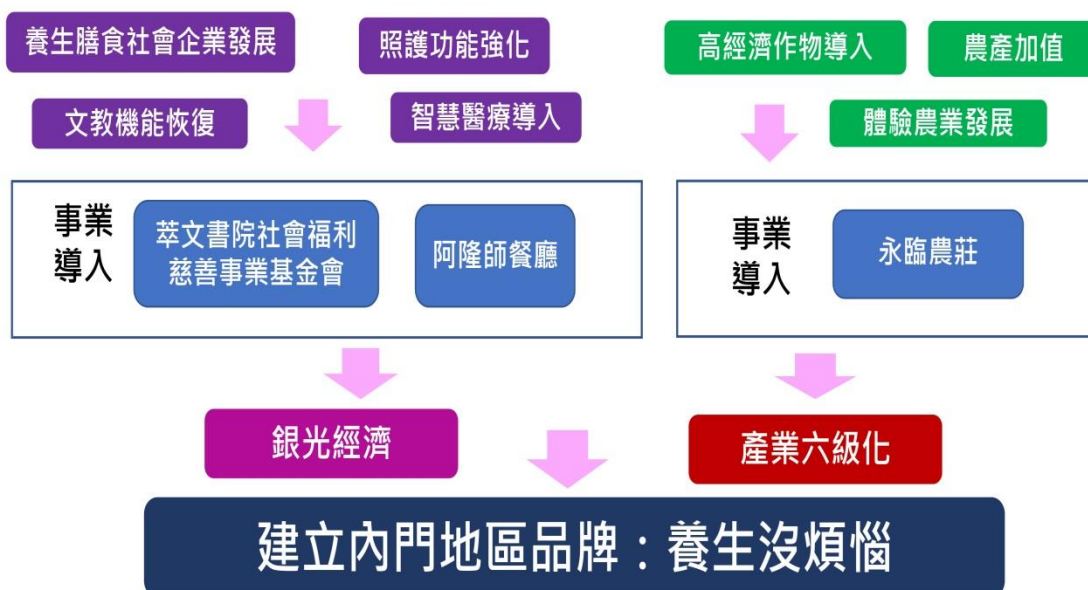 養生膳食社會企業發展
照護功能強化
文教機能恢復
智慧醫療導入
高經濟作物導入
農產加值
體驗農業發展
事業
導入
萃文書院社會福利
慈善事業基金會
阿隆師餐廳
事業
導入
永臨農莊
銀光經濟
產業六級化
建立內門地區品牌：養生沒煩惱